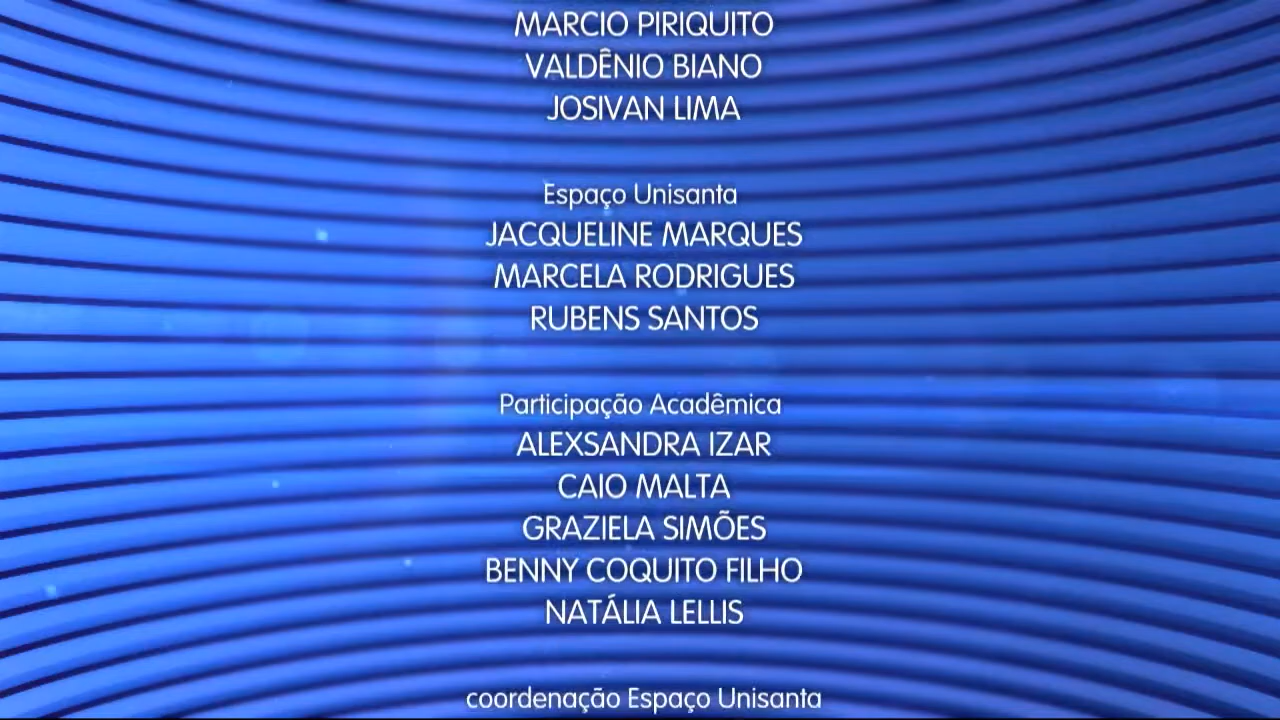 MARCIO PIRIQUITO
VALDÊNIO BIANO
JOSIVAN LIMA
Espaço Unisanta
JACQUELINE MARQUES
MARCELA RODRIGUES
RUBENS SANTOS
Participação Acadêmica
ALEXSANDRA IZAR
CAIO MALTA
GRAZIELA SIMÕES
BENNY COQUITO FILHO
NATÁLIA LELLIS
coordenação Espaço Unisanta